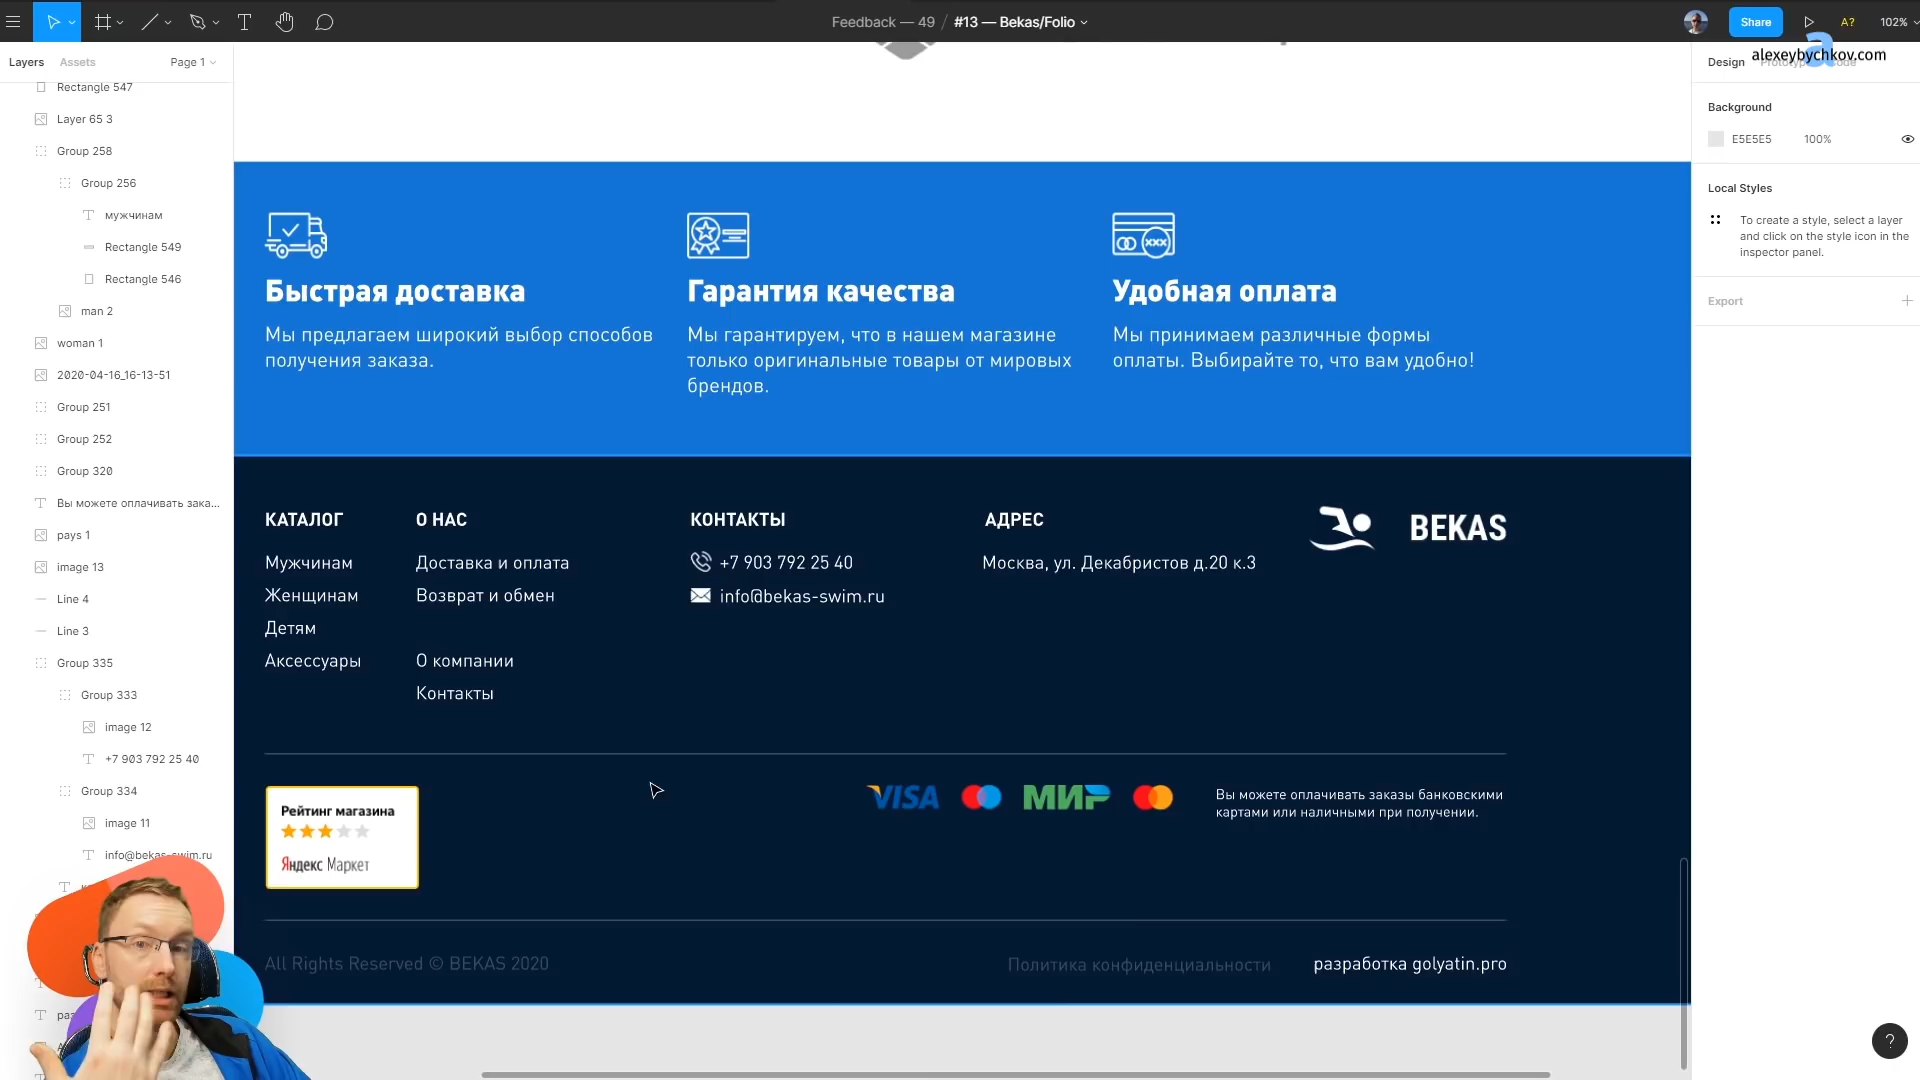 Feedback — 49 / #13 — Bekas/Folio
Share
A?
102%
alexeybychkov.com
Layers
Assets
Page 1
Rectangle 547
Layer 65 3
Group 258
Group 256
мужчинам
Rectangle 549
Rectangle 546
man 2
woman 1
2020-04-16_16-13-51
Group 251
Group 252
Group 320
Вы можете оплачивать зака...
pays 1
image 13
Line 4
Line 3
Group 335
Group 333
image 12
+7 903 792 25 40
Group 334
image 11
info@bekas-swim.ru
Быстрая доставка
Мы предлагаем широкий выбор способов
получения заказа.
Гарантия качества
Мы гарантируем, что в нашем магазине
только оригинальные товары от мировых
брендов.
XXX
Удобная оплата
Мы принимаем различные формы
оплаты. Выбирайте то, что вам удобно!
КАТАЛОГ
Мужчинам
Женщинам
Детям
Аксессуары
О НАС
Доставка и оплата
Возврат и обмен
О компании
Контакты
КОНТАКТЫ
+7 903 792 25 40
info@bekas-swim.ru
АДРЕС
Москва, ул. Декабристов д.20 к.3
BEKAS
Рейтинг магазина
Яндекс Маркет
VISA
МИР
Вы можете оплачивать заказы банковскими
картами или наличными при получении.
All Rights Reserved © BEKAS 2020
Политика конфиденциальности
разработка golyatin.pro
Design
Background
E5E5E5
100%
Local Styles
To create a style, select a layer
and click on the style icon in the
inspector panel.
Export
?